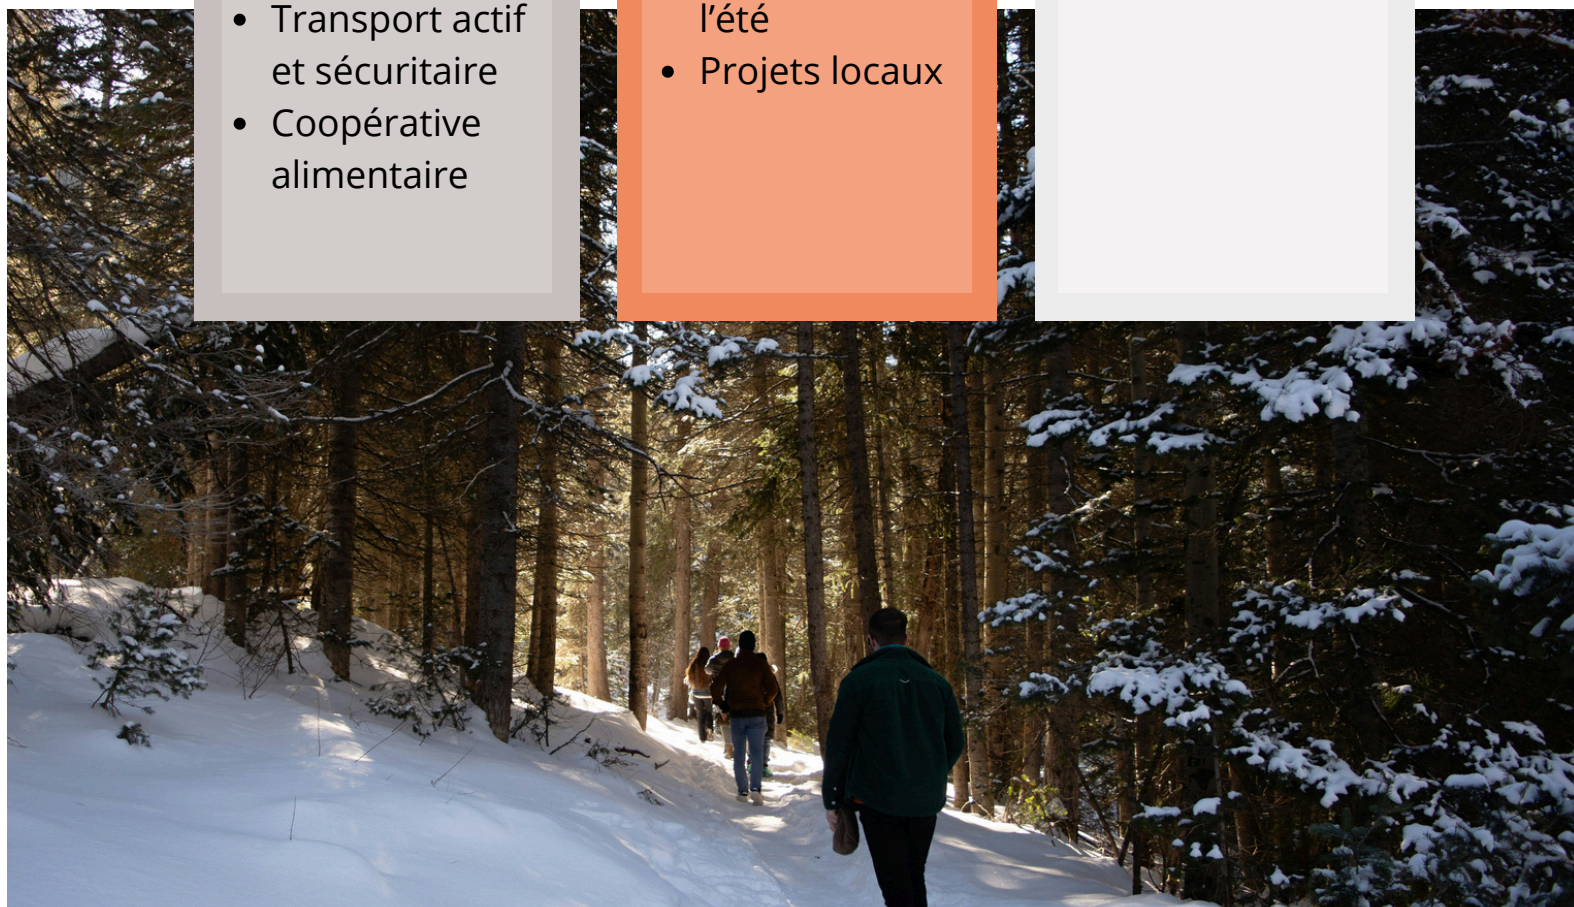 Transport actif
et sécuritaire
Coopérative
alimentaire
l’été
Projets locaux